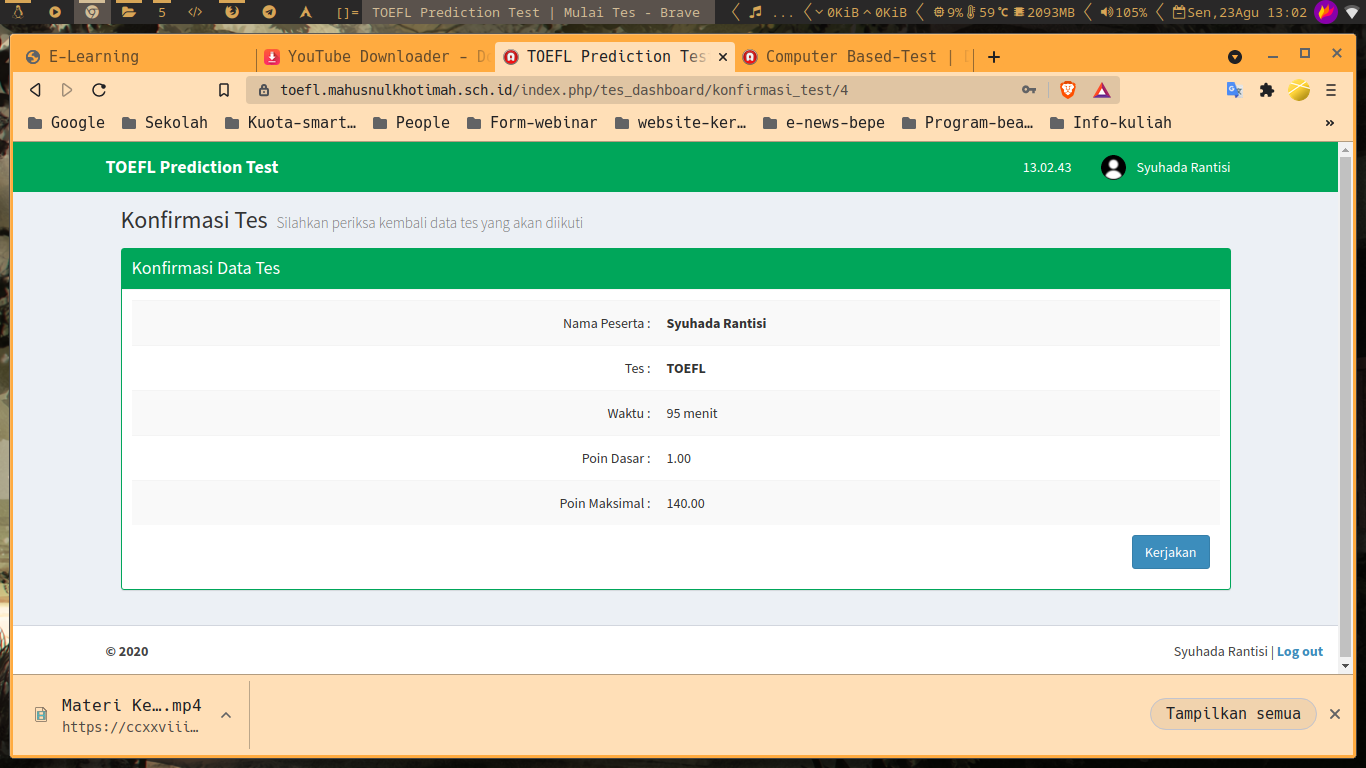 5 []= TOEFL Prediction Test | Mulai Tes - Brave ... 0KiB 0KiB 9% 59°C 2093MB 105% Sen,23Agu 13:02
E-Learning YouTube Downloader - TOEFL Prediction Tes Computer Based-Test |
toefl.mahusnulkhotimah.sch.id/index.php/tes_dashboard/konfirmasi_test/4
Google Sekolah Kuota-smart… People Form-webinar website-ker… e-news-bepe Program-bea… Info-kuliah »
TOEFL Prediction Test 13.02.43 Syuhada Rantisi
Konfirmasi Tes Silahkan periksa kembali data tes yang akan diikuti
Konfirmasi Data Tes
Nama Peserta : Syuhada Rantisi
Tes : TOEFL
Waktu : 95 menit
Poin Dasar : 1.00
Poin Maksimal : 140.00
Kerjakan
© 2020 Syuhada Rantisi | Log out
Materi Ke….mp4
https://ccxxviii…
Tampilkan semua